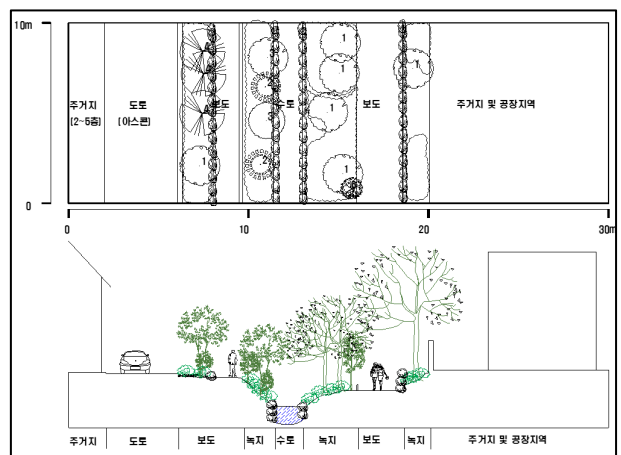 10m
0
주거지
(2~5층)
도로
(아스콘)
보도
수로
보도
주거지 및 공장지역
1
1
1
1
1
2
0
10
20
30m
주거지
도로
보도
녹지
수로
녹지
보도
녹지
주거지 및 공장지역